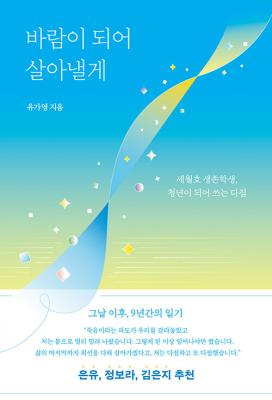 바람이 되어
살아낼게
유가영 지음
세월호 생존학생,
청년이 되어 쓰는 다짐
그날 이후, 9년간의 일기
“죽음이라는 파도가 우리를 갈라놓았고
저는 뭍으로 멀리 밀려 나왔습니다. 그렇게 된 이상 일어나야만 했습니다.
삶의 마지막까지 최선을 다해 살아가겠다고, 저는 다짐하고 또 다짐했습니다.”
은유, 정보라, 김은지 추천